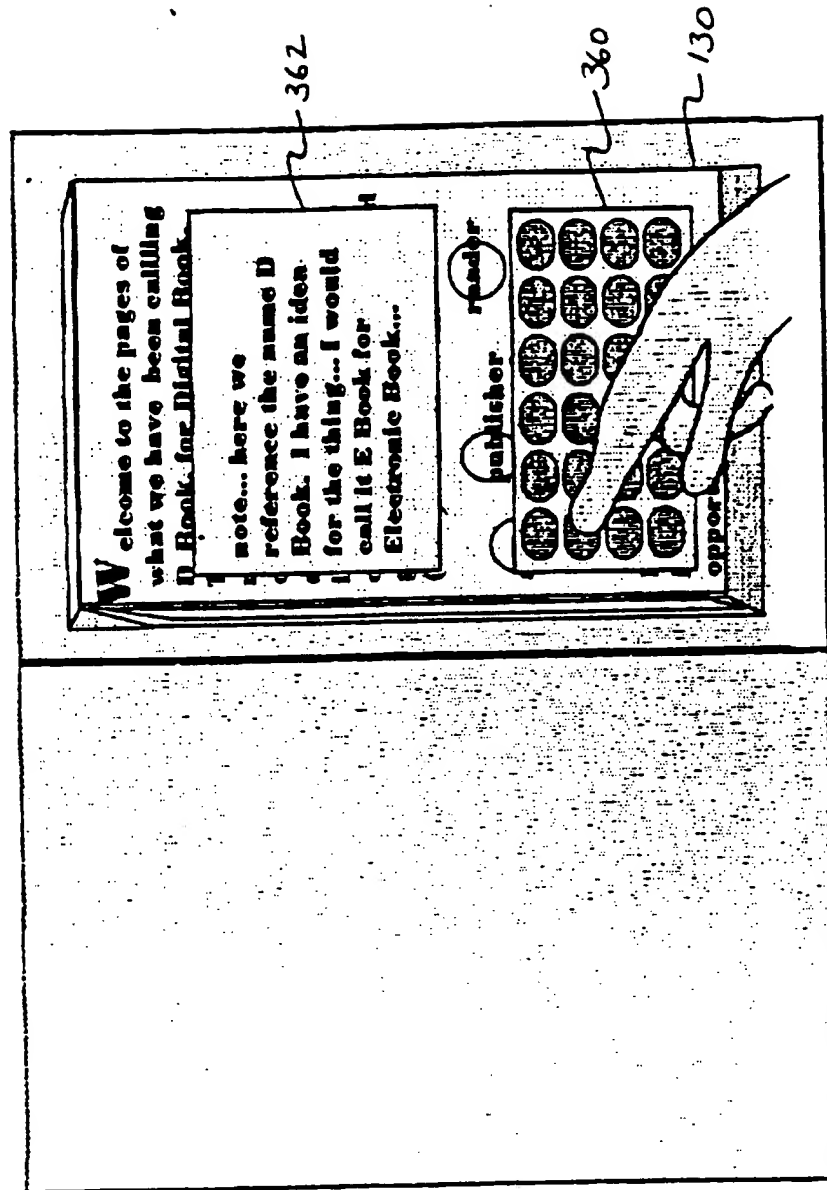 Welcome to the pages of
what we have been callling
D Book, for Digital Book.
note... here we
reference the name D
Book. I have an idea
for the thing... I would
call it E Book for
Electronic Book...
publisher
reader
oppor
362
360
130